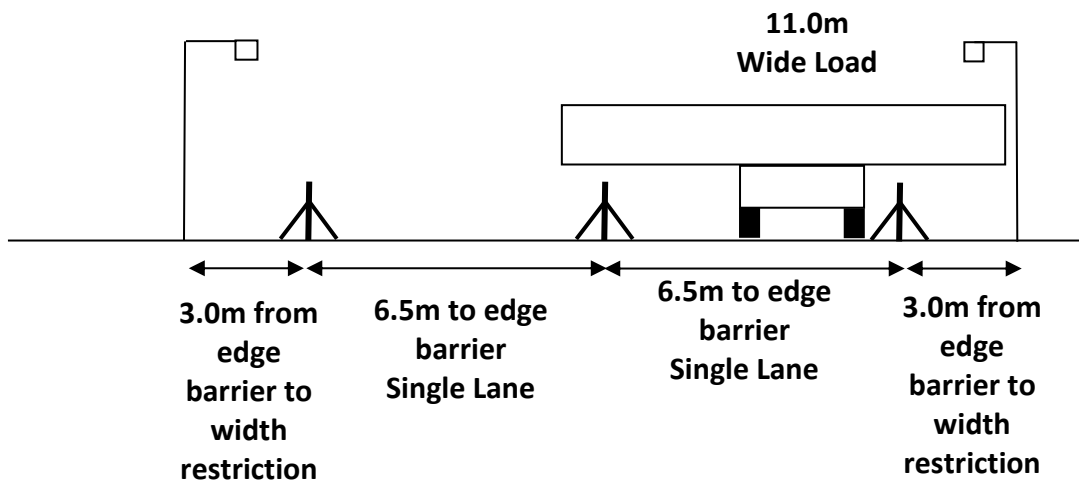 11.0m
Wide Load
3.0m from
edge
barrier to
width
restriction
6.5m to edge
barrier
Single Lane
6.5m to edge
barrier
Single Lane
3.0m from
edge
barrier to
width
restriction